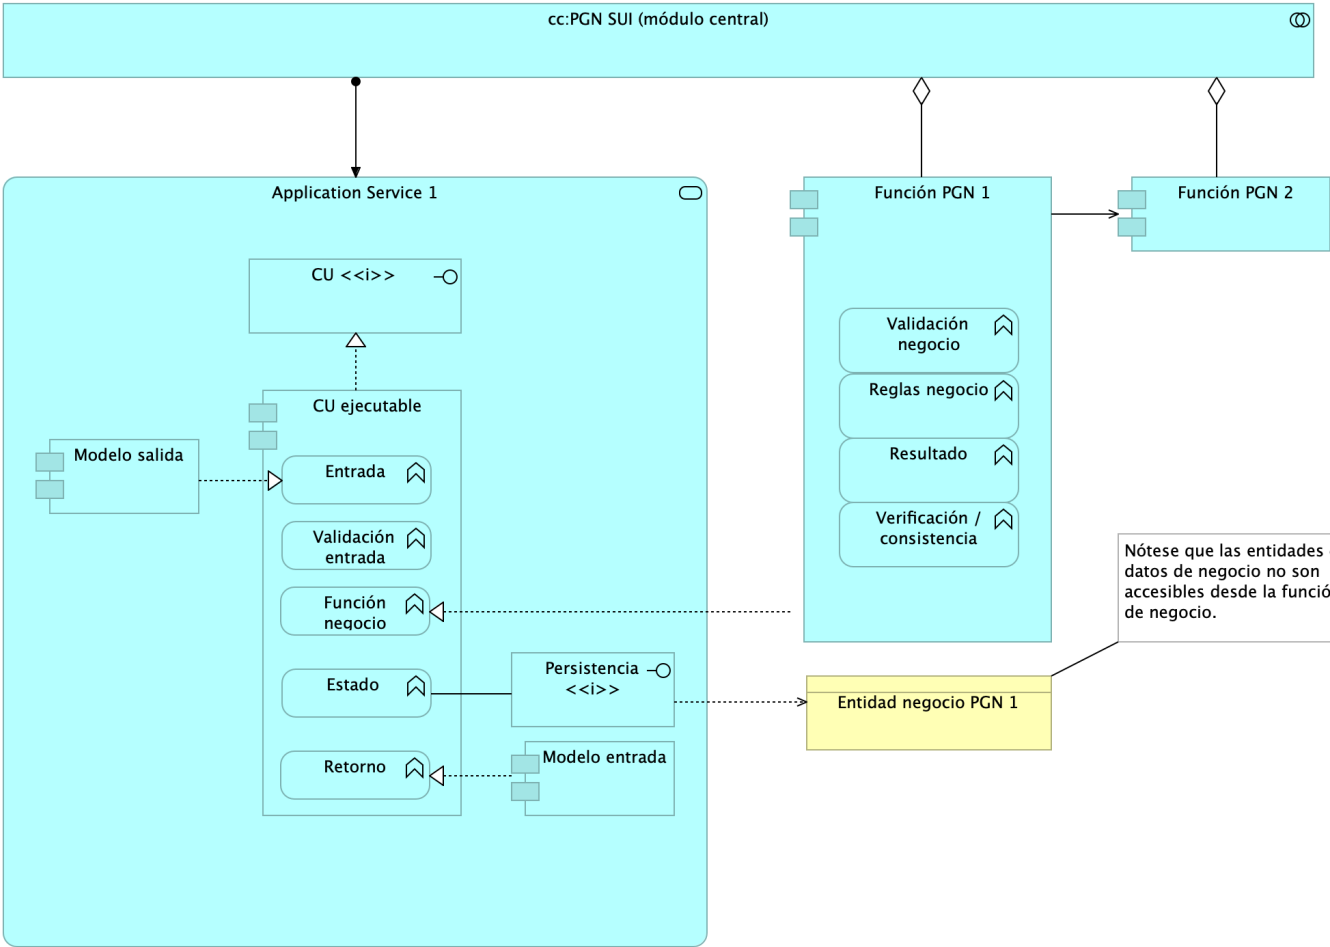 cc:PGN SUI (módulo central)
Application Service 1
CU <<i>>
CU ejecutable
Modelo salida
Entrada
Validación
entrada
Función
negocio
Estado
Persistencia
<<i>>
Retorno
Modelo entrada
Función PGN 1
Validación
negocio
Reglas negocio
Resultado
Verificación /
consistencia
Función PGN 2
Nótese que las entidades
datos de negocio no son
accesibles desde la funció
de negocio.
Entidad negocio PGN 1